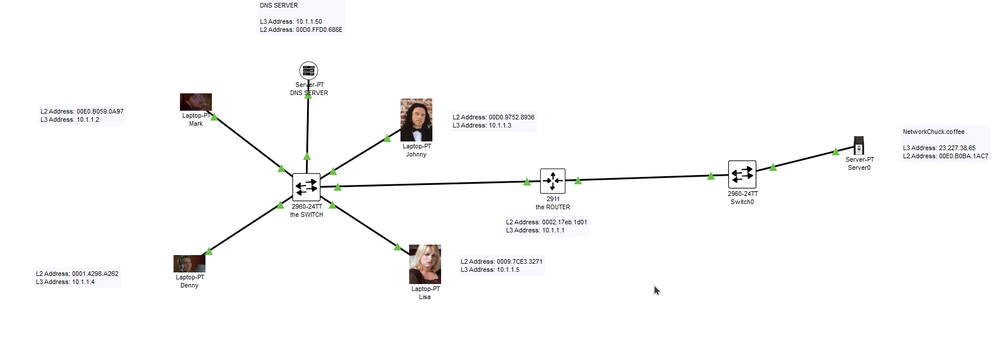 DNS SERVER
L3 Address: 10.1.1.50
L2 Address: 00D0.FFD0.688E
Server-PT
DNS SERVER
L2 Address: 00E0.B059.0A97
L3 Address: 10.1.1.2
Laptop-PT
Mark
Laptop-PT
Johnny
L2 Address: 00D0.9752.8936
L3 Address: 10.1.1.3
NetworkChuck.coffee
L3 Address: 23.227.38.65
L2 Address: 00E0.B0BA.1AC7
Server-PT
Server0
2960-24TT
the SWITCH
2911
the ROUTER
L2 Address: 0002.17eb.1d01
L3 Address: 10.1.1.1
2960-24TT
Switch0
L2 Address: 0001.4298.A262
L3 Address: 10.1.1.4
Laptop-PT
Denny
Laptop-PT
Lisa
L2 Address: 0009.7CE3.3271
L3 Address: 10.1.1.5